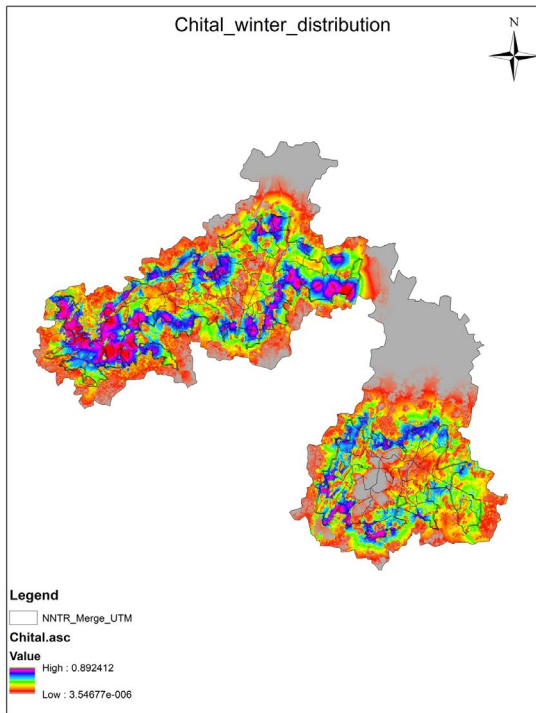 Chital_winter_distribution
N
Legend
NNTR_Merge_UTM
Chital.asc
Value
High : 0.892412
Low : 3.54677e-006